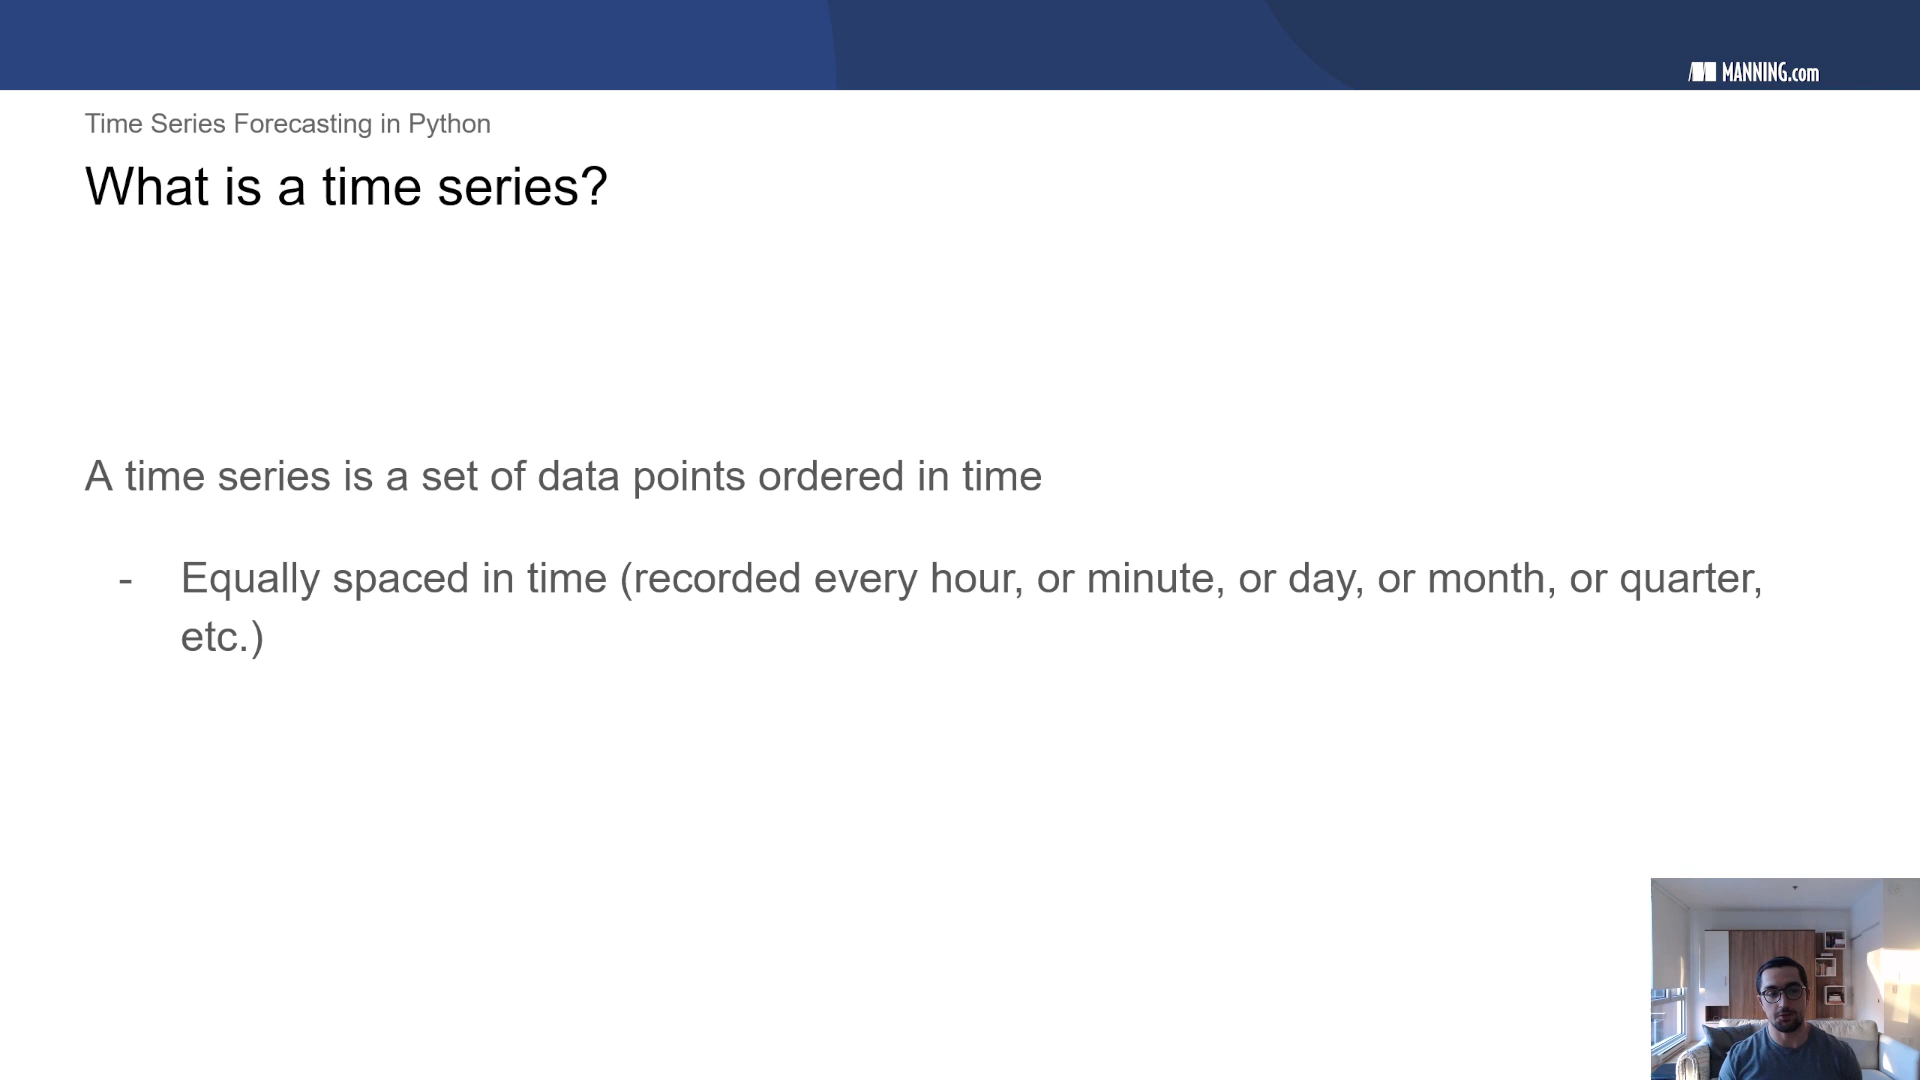 MANNING.com
Time Series Forecasting in Python
What is a time series?
A time series is a set of data points ordered in time
- Equally spaced in time (recorded every hour, or minute, or day, or month, or quarter,
etc.)